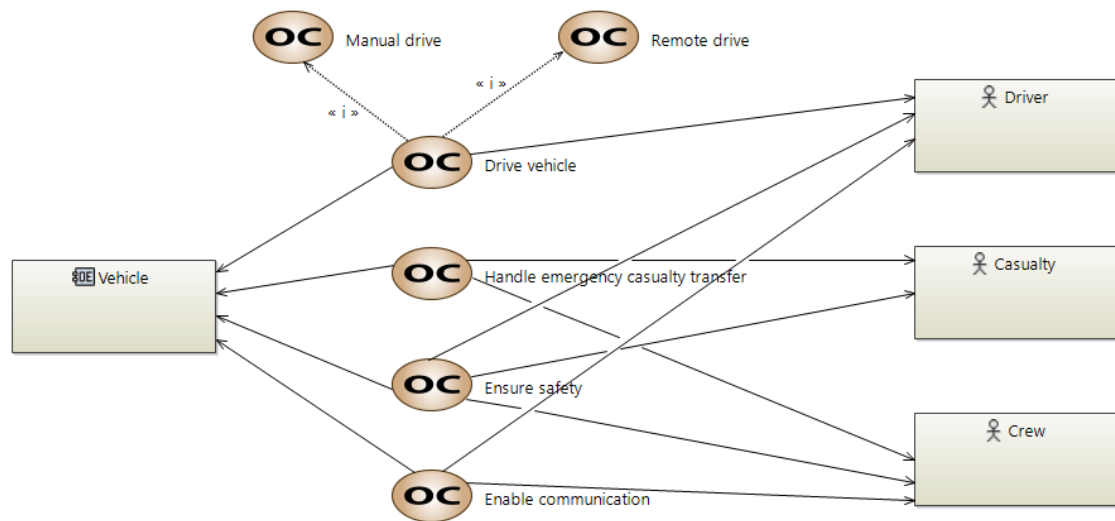 OC Manual drive
OC Remote drive
« i »
« i »
Driver
OC Drive vehicle
OE Vehicle
OC Handle emergency casualty transfer
Casualty
OC Ensure safety
Crew
OC Enable communication